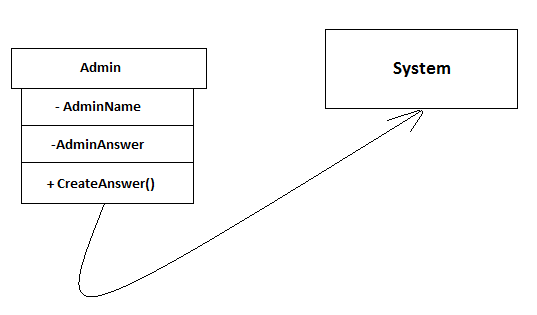 Admin
- AdminName
-AdminAnswer
+ CreateAnswer()
System